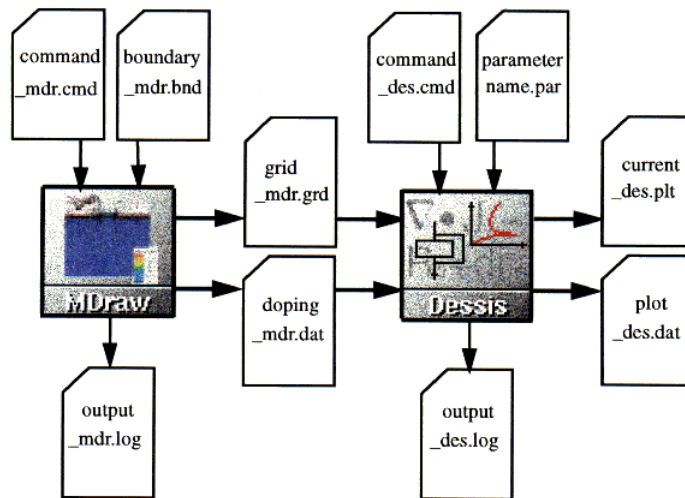 command
_mdr.cmd
boundary
_mdr.bnd
command
_des.cmd
parameter
name.par
grid
_mdr.grd
current
_des.plt
MDraw
Dessis
doping
_mdr.dat
plot
_des.dat
output
_mdr.log
output
_des.log